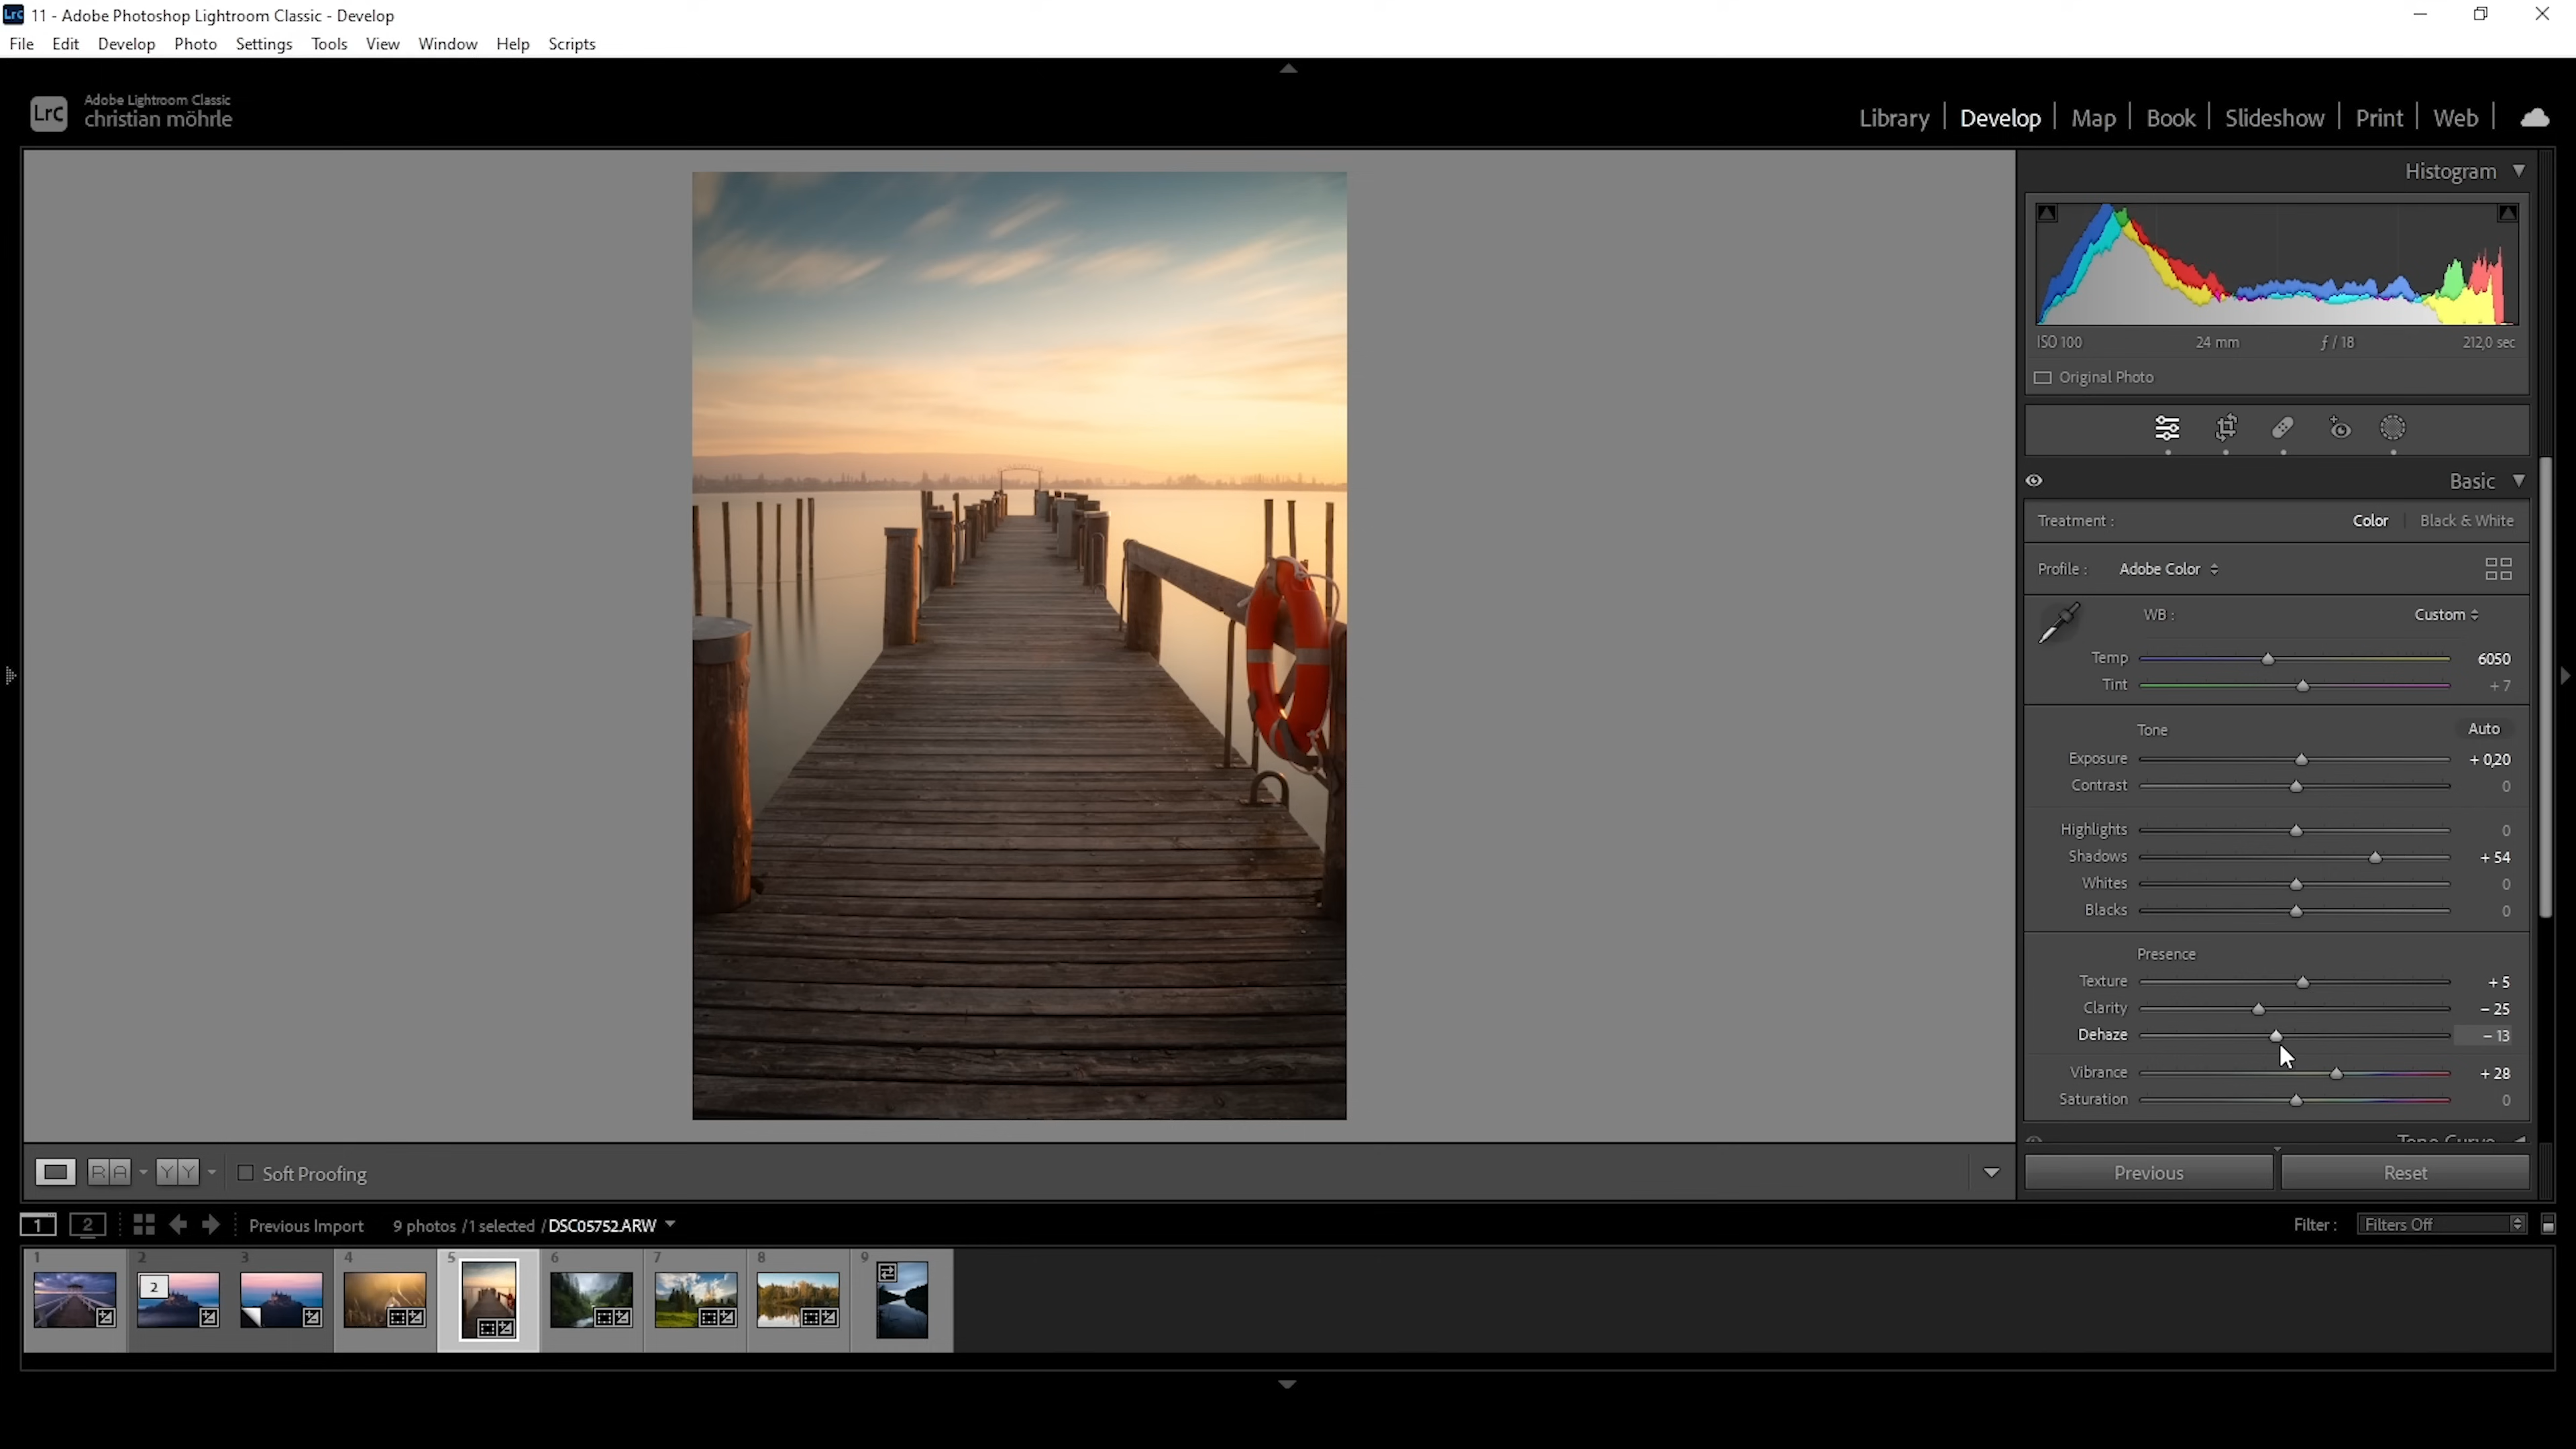 Lrc 11 - Adobe Photoshop Lightroom Classic - Develop
File Edit Develop Photo Settings Tools View Window Help Scripts
Lrc
Adobe Lightroom Classic
christian möhrle
Library | Develop | Map | Book | Slideshow | Print | Web |
Histogram
ISO 100 24 mm ƒ / 18 212,0 sec
Original Photo
Basic
Treatment : Color Black & White
Profile : Adobe Color
WB : Custom
Temp 6050
Tint + 7
Tone Auto
Exposure + 0,20
Contrast 0
Highlights 0
Shadows + 54
Whites 0
Blacks 0
Presence
Texture + 5
Clarity − 25
Dehaze − 13
Vibrance + 28
Saturation 0
Tone Curve
R A Y Y Soft Proofing
Previous Reset
1 2 Previous Import 9 photos / 1 selected / DSC05752.ARW Filter : Filters Off
1 2 3 4 5 6 7 8 9
2